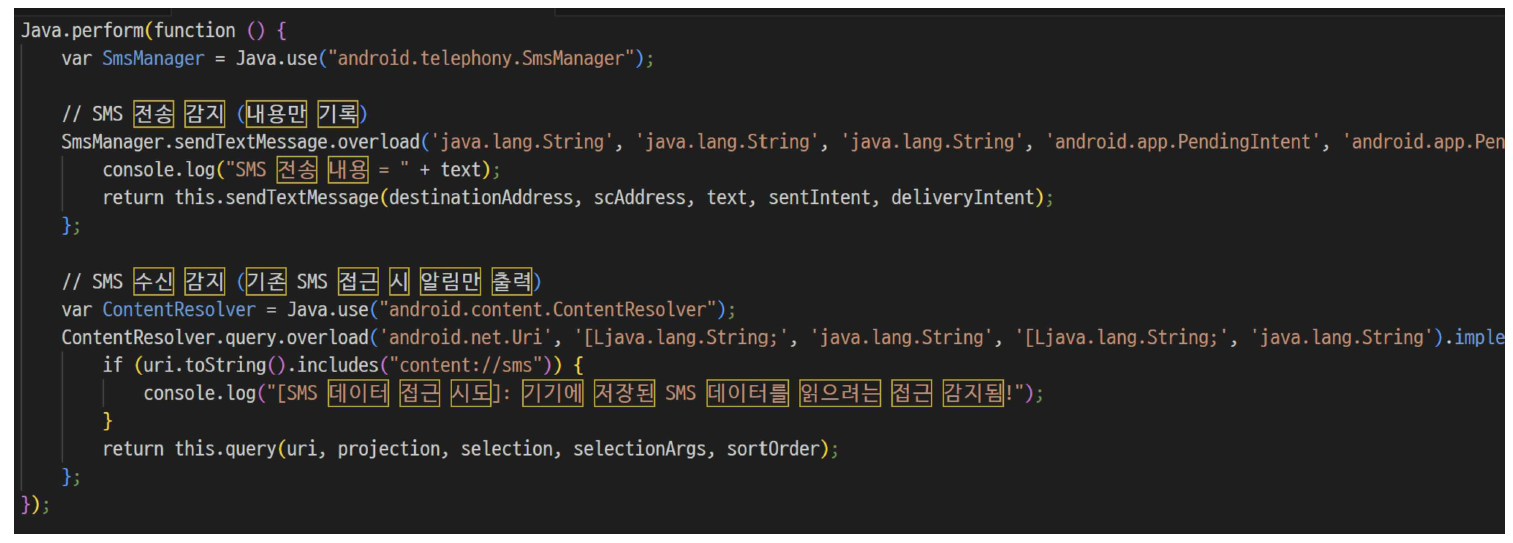 Java.perform(function () {
var SmsManager = Java.use("android.telephony.SmsManager");
// SMS 전송 감지 (내용만 기록)
SmsManager.sendTextMessage.overload('java.lang.String', 'java.lang.String', 'java.lang.String', 'android.app.PendingIntent', 'android.app.Pen
console.log("SMS 전송 내용 = " + text);
return this.sendTextMessage(destinationAddress, scAddress, text, sentIntent, deliveryIntent);
};
// SMS 수신 감지 (기존 SMS 접근 시 알림만 출력)
var ContentResolver = Java.use("android.content.ContentResolver");
ContentResolver.query.overload('android.net.Uri', '[Ljava.lang.String;', 'java.lang.String', '[Ljava.lang.String;', 'java.lang.String').imple
if (uri.toString().includes("content://sms")) {
console.log("[SMS 데이터 접근 시도]: 기기에 저장된 SMS 데이터를 읽으려는 접근 감지됨!");
}
return this.query(uri, projection, selection, selectionArgs, sortOrder);
};
});